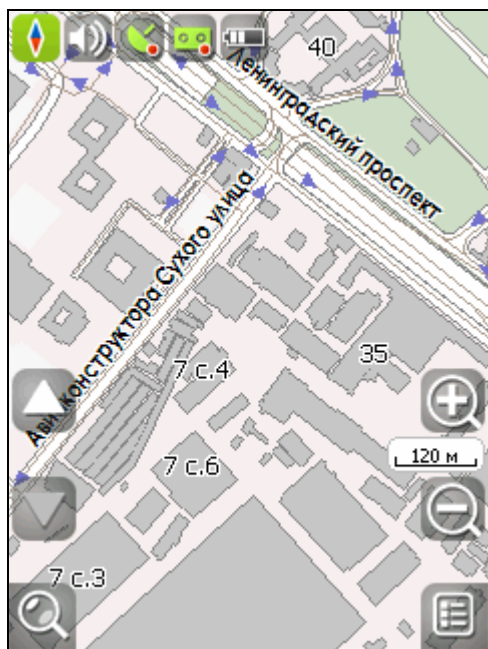 40
Ленинградский проспект
Авиаконструктора Сухого улица
35
7 с.4
120 м
7 с.6
7 с.3